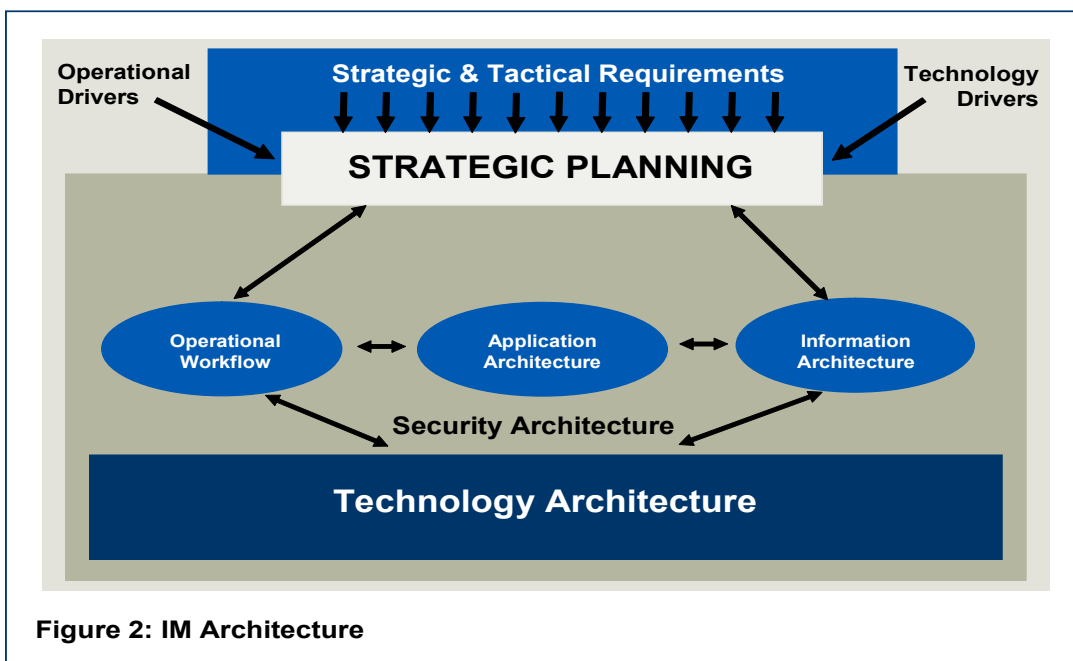 Operational
Drivers
Strategic & Tactical Requirements
Technology
Drivers
STRATEGIC PLANNING
Operational
Workflow
Application
Architecture
Information
Architecture
Security Architecture
Technology Architecture
Figure 2: IM Architecture